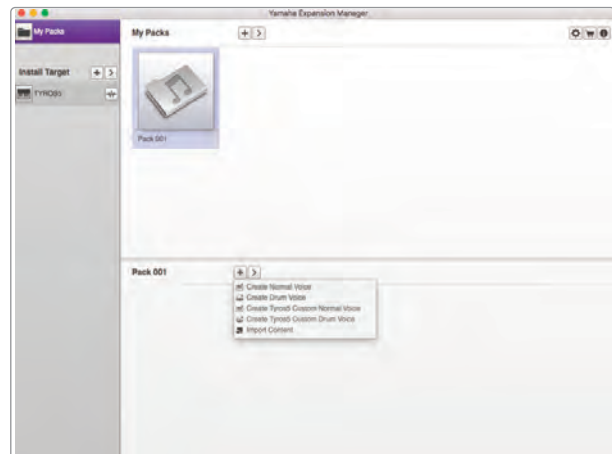 Yamaha Expansion Manager
My Packs
My Packs
Install Target
TYROS5
Pack 001
Pack 001
Create Normal Voice
Create Drum Voice
Create Tyros5 Custom Normal Voice
Create Tyros5 Custom Drum Voice
Import Content